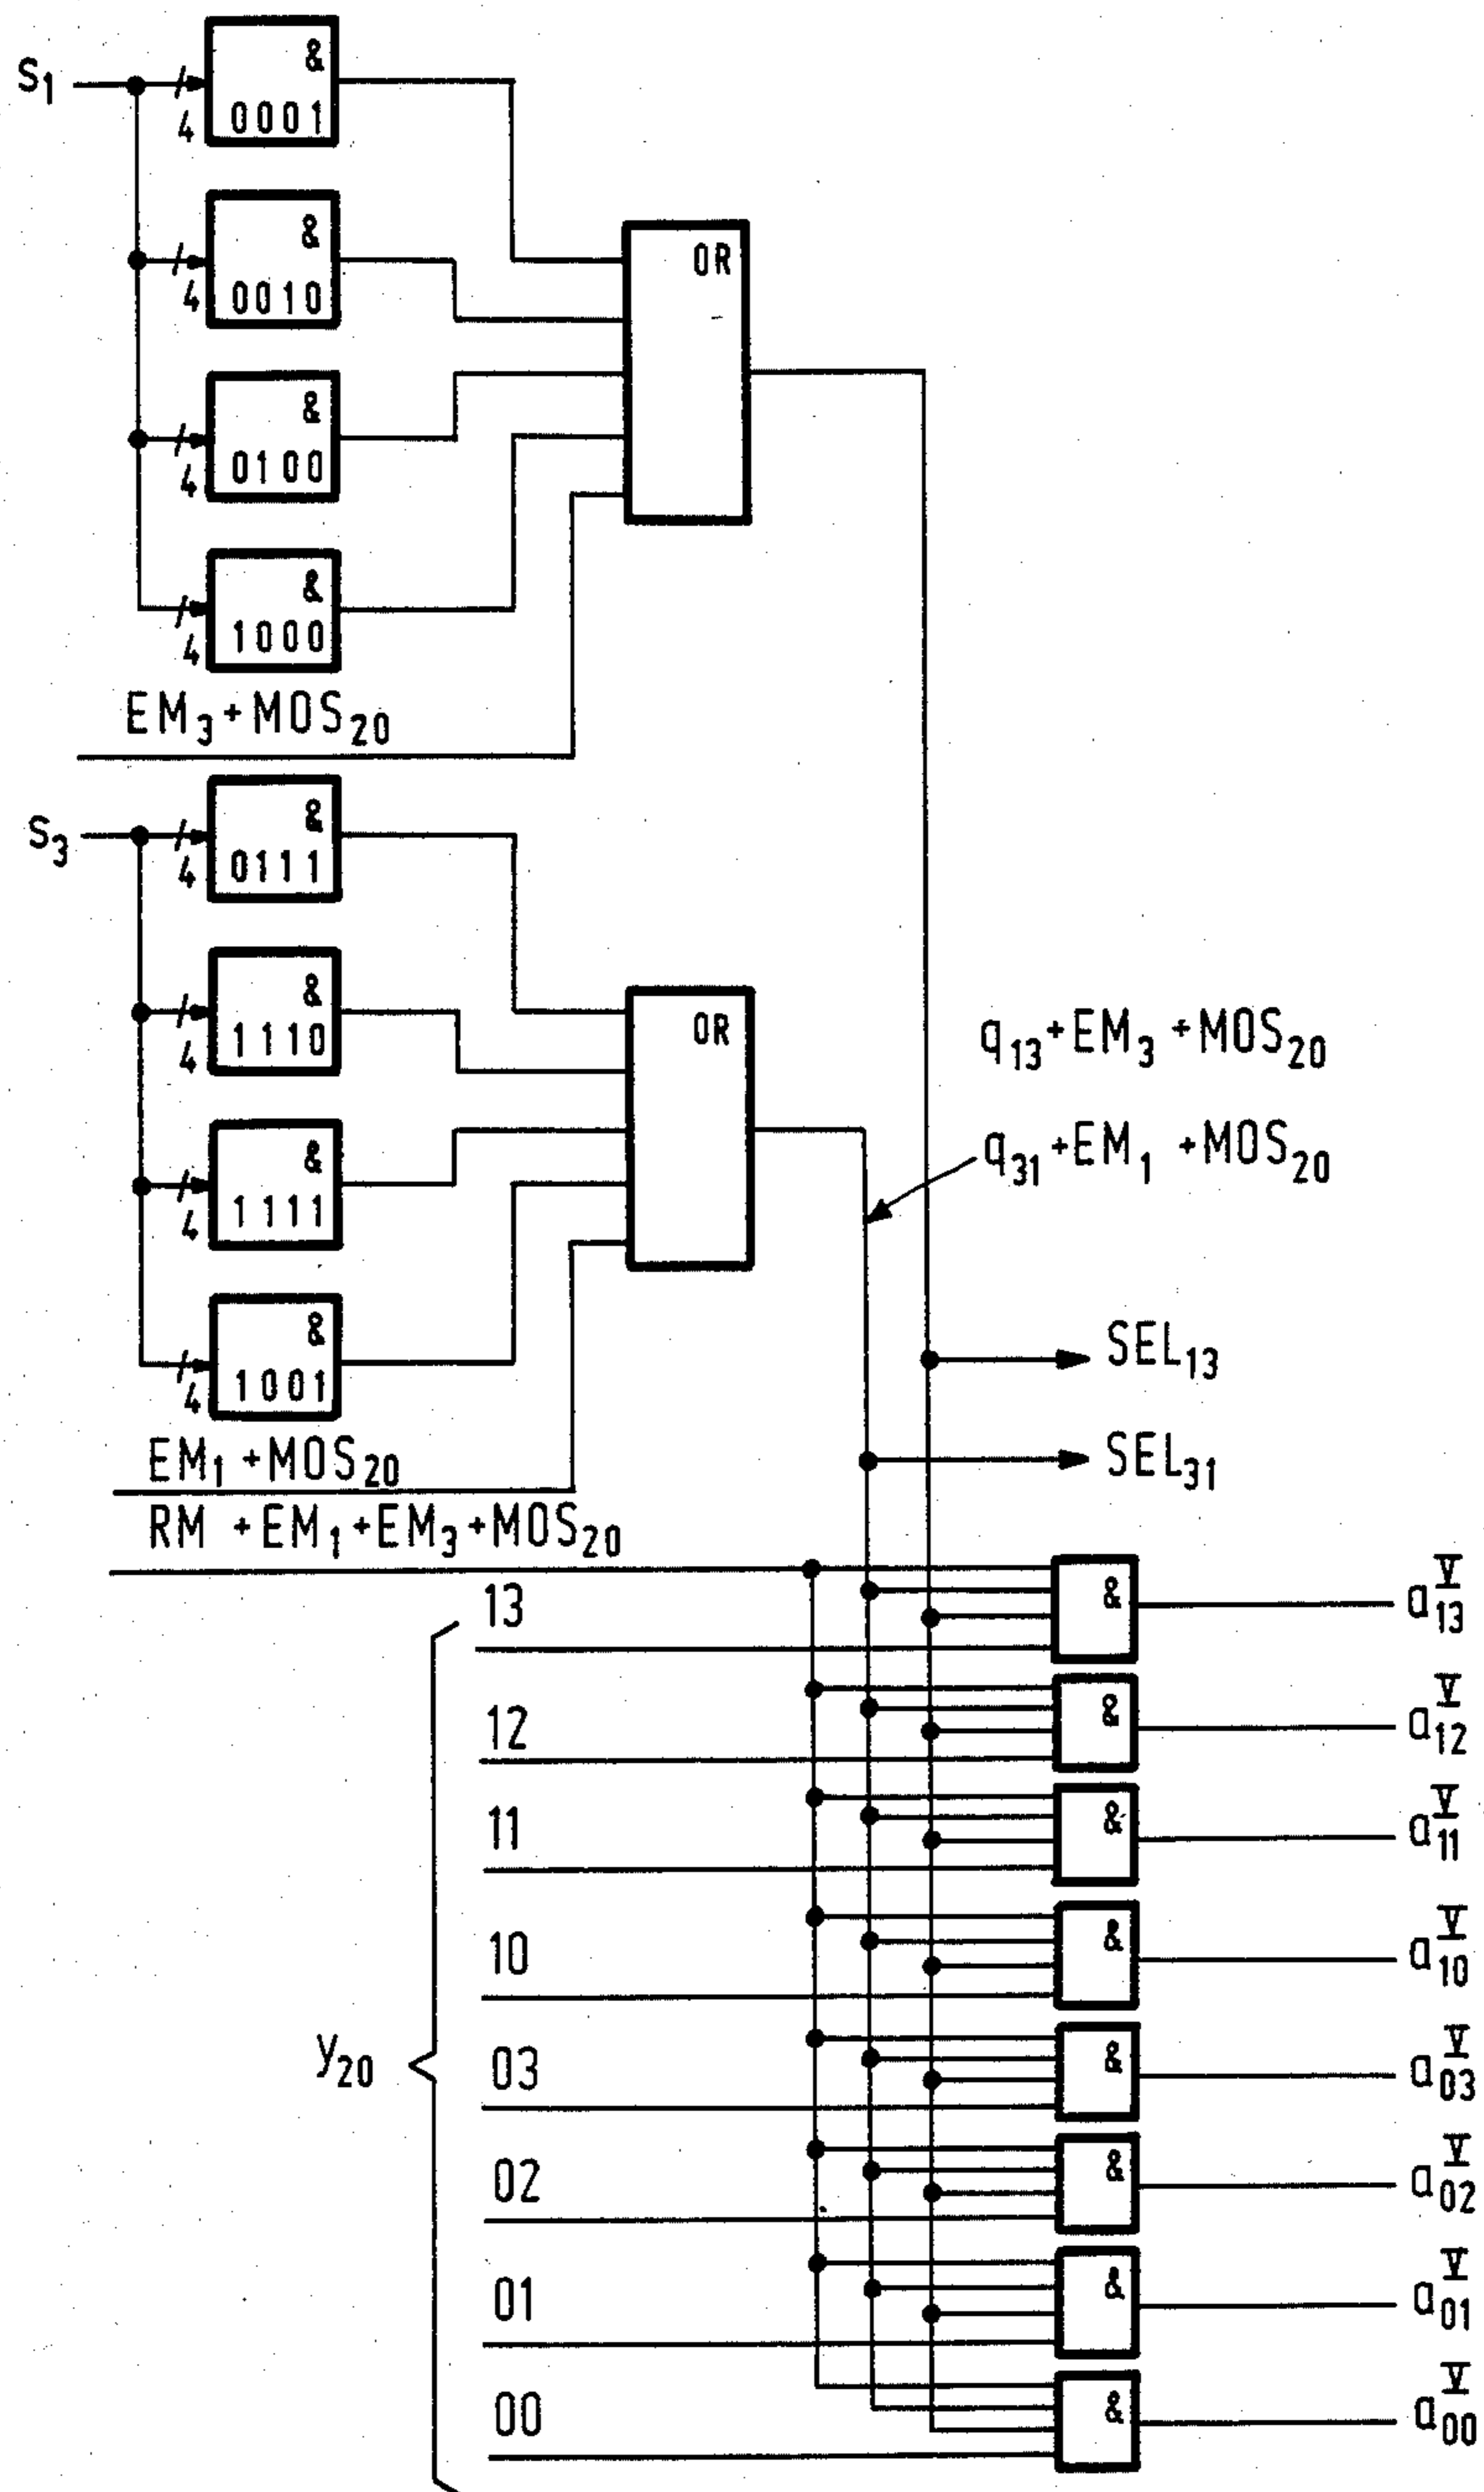 S₁
&
4
0001
&
4
0010
OR
&
4
0100
&
4
1000
EM₃ + MOS₂₀
S₃
&
4
0111
&
4
1110
OR
q₁₃ + EM₃ + MOS₂₀
&
4
1111
q₃₁ + EM₁ + MOS₂₀
&
4
1001
SEL₁₃
EM₁ + MOS₂₀
SEL₃₁
RM + EM₁ + EM₃ + MOS₂₀
13
&
a₁₃ V
12
&
a₁₂ V
11
&
a₁₁ V
10
&
a₁₀ V
y₂₀
03
&
a₀₃ V
02
&
a₀₂ V
01
&
a₀₁ V
00
&
a₀₀ V